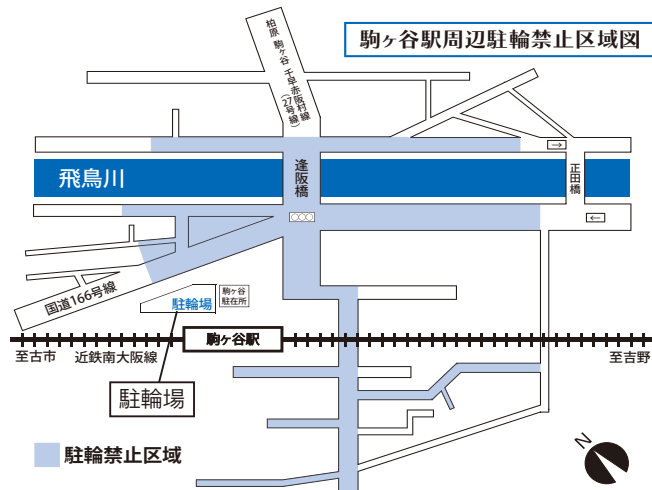 駒ヶ谷駅周辺駐輪禁止区域図
柏原 駒ヶ谷 千早赤阪村線
(27号線)
→
飛鳥川
逢阪橋
正田橋
←
国道166号線
駐輪場
駒ヶ谷
駐在所
駒ヶ谷駅
至古市
近鉄南大阪線
至吉野
駐輪場
駐輪禁止区域
N